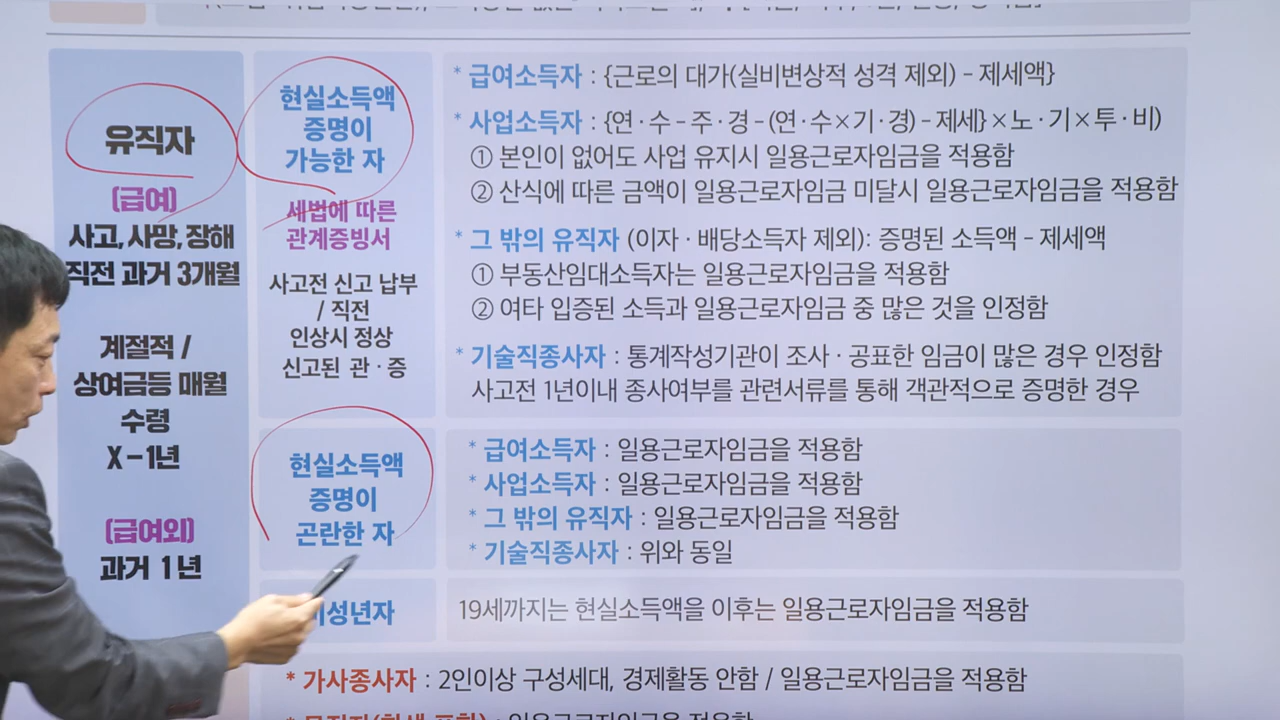 유직자
(급여)
사고, 사망, 장해
직전 과거 3개월
계절적 /
상여금등 매월
수령
X - 1년
(급여외)
과거 1년
현실소득액
증명이
가능한 자
세법에 따른
관계증빙서
사고전 신고 납부
/ 직전
인상시 정상
신고된 관·증
* 급여소득자 : {근로의 대가(실비변상적 성격 제외) - 제세액}
* 사업소득자 : {연·수 - 주·경 - (연·수×기·경) - 제세} × 노·기 × 투·비)
① 본인이 없어도 사업 유지시 일용근로자임금을 적용함
② 산식에 따른 금액이 일용근로자임금 미달시 일용근로자임금을 적용함
* 그 밖의 유직자 (이자·배당소득자 제외): 증명된 소득액 - 제세액
① 부동산임대소득자는 일용근로자임금을 적용함
② 여타 입증된 소득과 일용근로자임금 중 많은 것을 인정함
* 기술직종사자 : 통계작성기관이 조사·공표한 임금이 많은 경우 인정함
사고전 1년이내 종사여부를 관련서류를 통해 객관적으로 증명한 경우
현실소득액
증명이
곤란한 자
* 급여소득자 : 일용근로자임금을 적용함
* 사업소득자 : 일용근로자임금을 적용함
* 그 밖의 유직자 : 일용근로자임금을 적용함
* 기술직종사자 : 위와 동일
미성년자
19세까지는 현실소득액을 이후는 일용근로자임금을 적용함
* 가사종사자 : 2인이상 구성세대, 경제활동 안함 / 일용근로자임금을 적용함